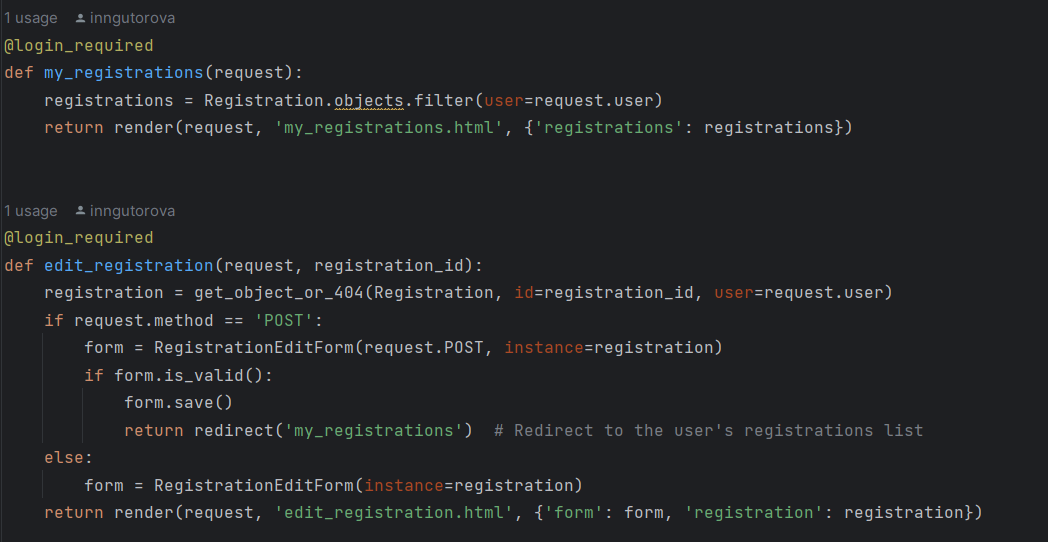 1 usage inngutorova
@login_required
def my_registrations(request):
    registrations = Registration.objects.filter(user=request.user)
    return render(request, 'my_registrations.html', {'registrations': registrations})
1 usage inngutorova
@login_required
def edit_registration(request, registration_id):
    registration = get_object_or_404(Registration, id=registration_id, user=request.user)
    if request.method == 'POST':
        form = RegistrationEditForm(request.POST, instance=registration)
        if form.is_valid():
            form.save()
            return redirect('my_registrations')  # Redirect to the user's registrations list
    else:
        form = RegistrationEditForm(instance=registration)
    return render(request, 'edit_registration.html', {'form': form, 'registration': registration})